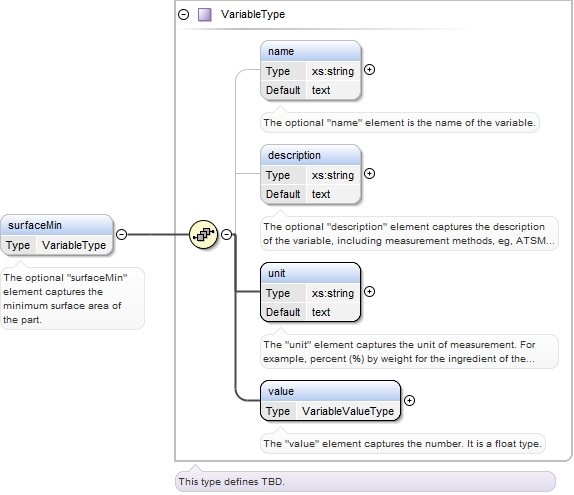 VariableType
name
Type xs:string
Default text
The optional "name" element is the name of the variable.
description
Type xs:string
Default text
The optional "description" element captures the description
of the variable, including measurement methods, eg, ATSM...
surfaceMin
Type VariableType
The optional "surfaceMin"
element captures the
minimum surface area of
the part.
unit
Type xs:string
Default text
The "unit" element captures the unit of measurement. For
example, percent (%) by weight for the ingredient of the...
value
Type VariableValueType
The "value" element captures the number. It is a float type.
This type defines TBD.